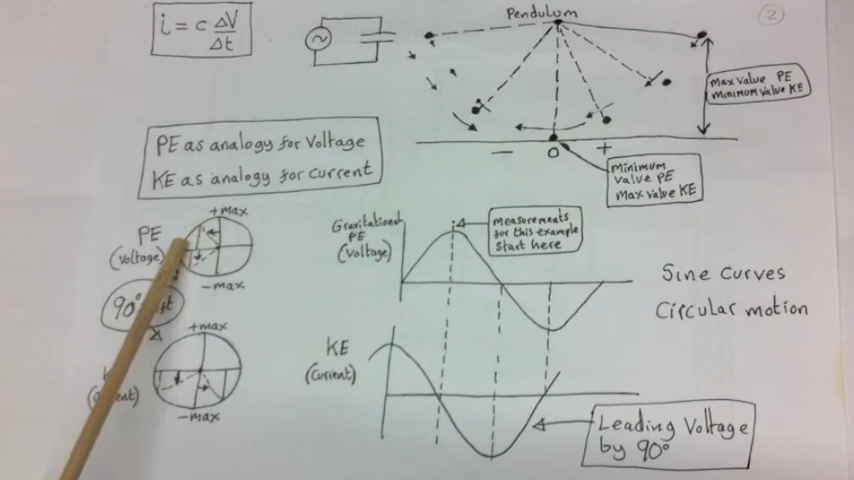 2
i = c ΔV/Δt
Pendulum
Max value PE
minimum value KE
− 0 +
Minimum
value PE
Max value KE
PE as analogy for Voltage
KE as analogy for Current
+max
PE
(Voltage)
−max
90°
+max
−max
Gravitational
PE
(Voltage)
Measurements
for this example
start here
Sine Curves
Circular motion
KE
(Current)
Leading Voltage
by 90°